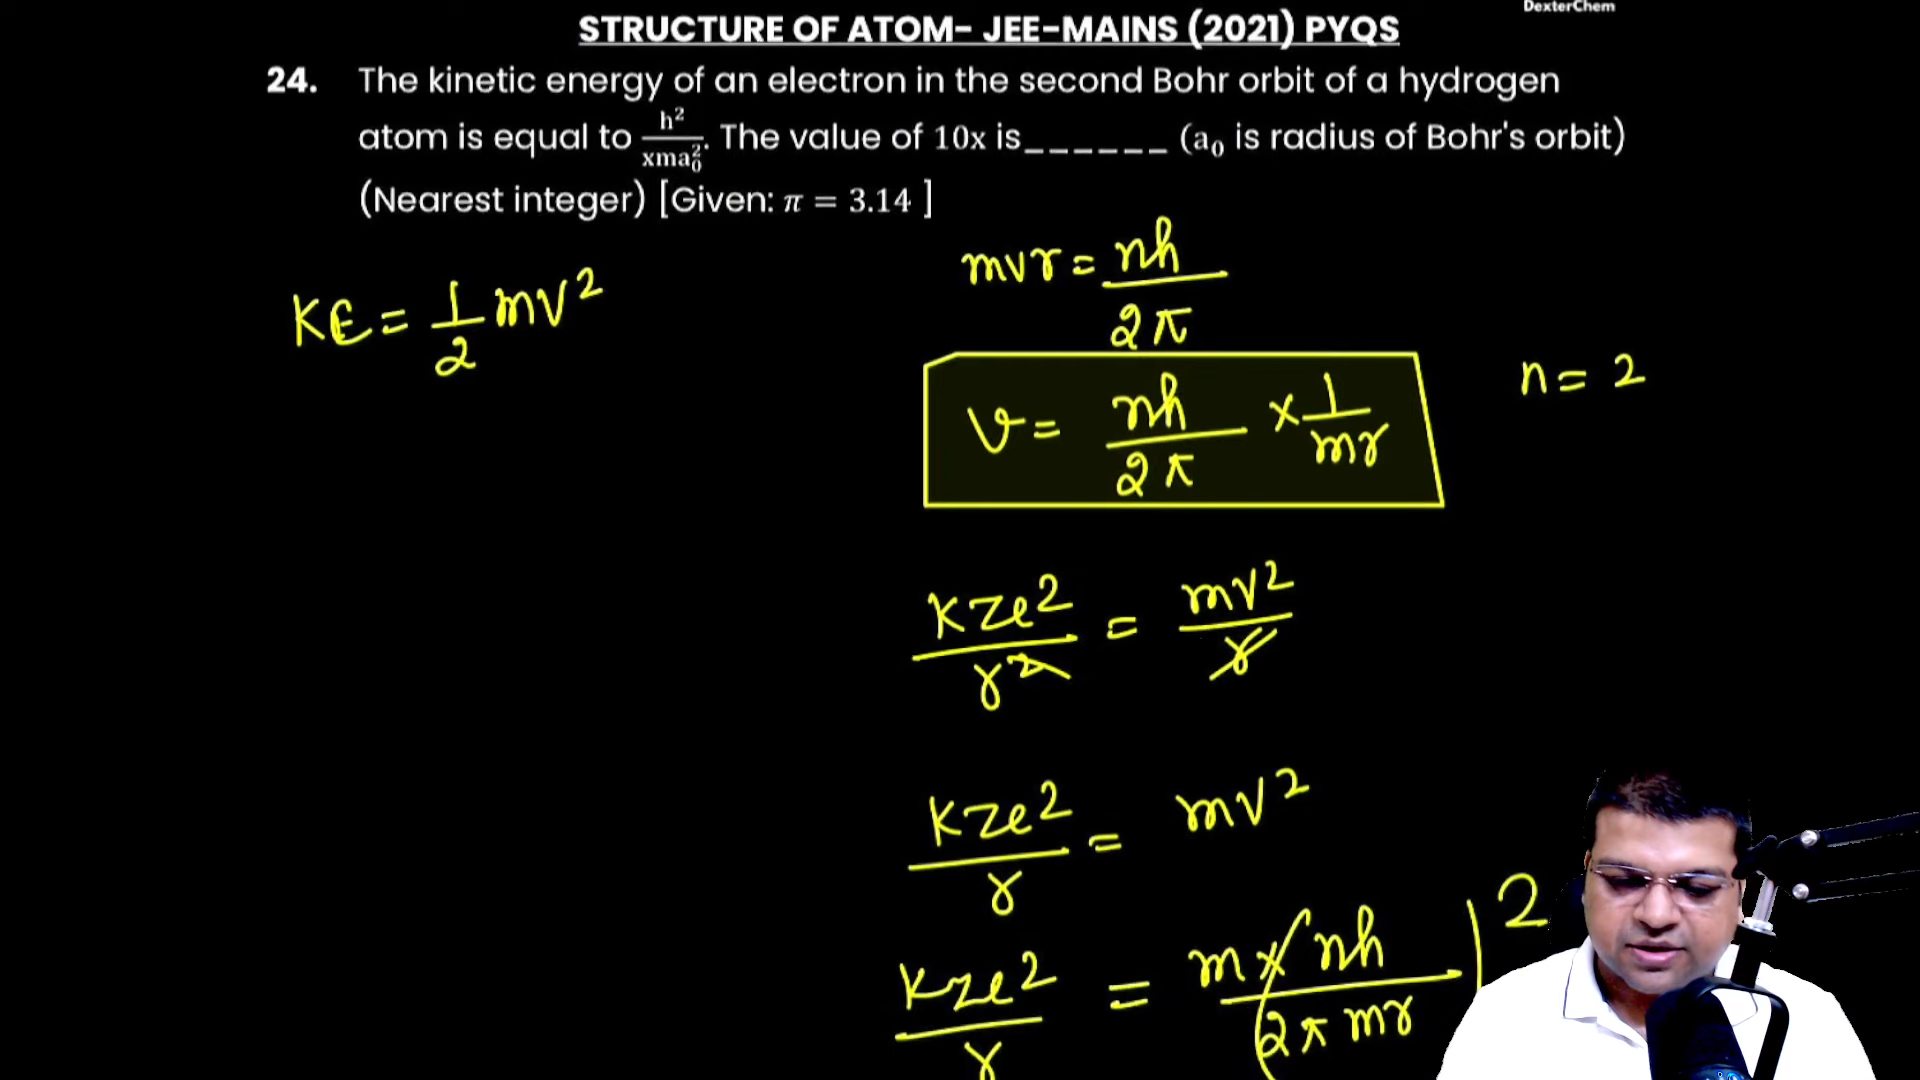 DexterChem
STRUCTURE OF ATOM- JEE-MAINS (2021) PYQS
24. The kinetic energy of an electron in the second Bohr orbit of a hydrogen
atom is equal to h²/xma₀². The value of 10x is______ (a₀ is radius of Bohr's orbit)
(Nearest integer) [Given: π = 3.14 ]
KE = 1/2 mv²
mvr = nh/2π
v = nh/2π × 1/mr
n = 2
kze²/r² = mv²/r
kze²/r = mv²
kze²/r = m × (nh/2π mr)²